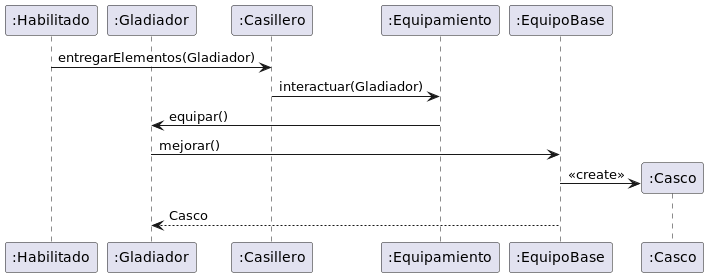 :Habilitado :Gladiador :Casillero :Equipamiento :EquipoBase
entregarElementos(Gladiador)
interactuar(Gladiador)
equipar()
mejorar()
«create» :Casco
Casco
:Habilitado :Gladiador :Casillero :Equipamiento :EquipoBase :Casco